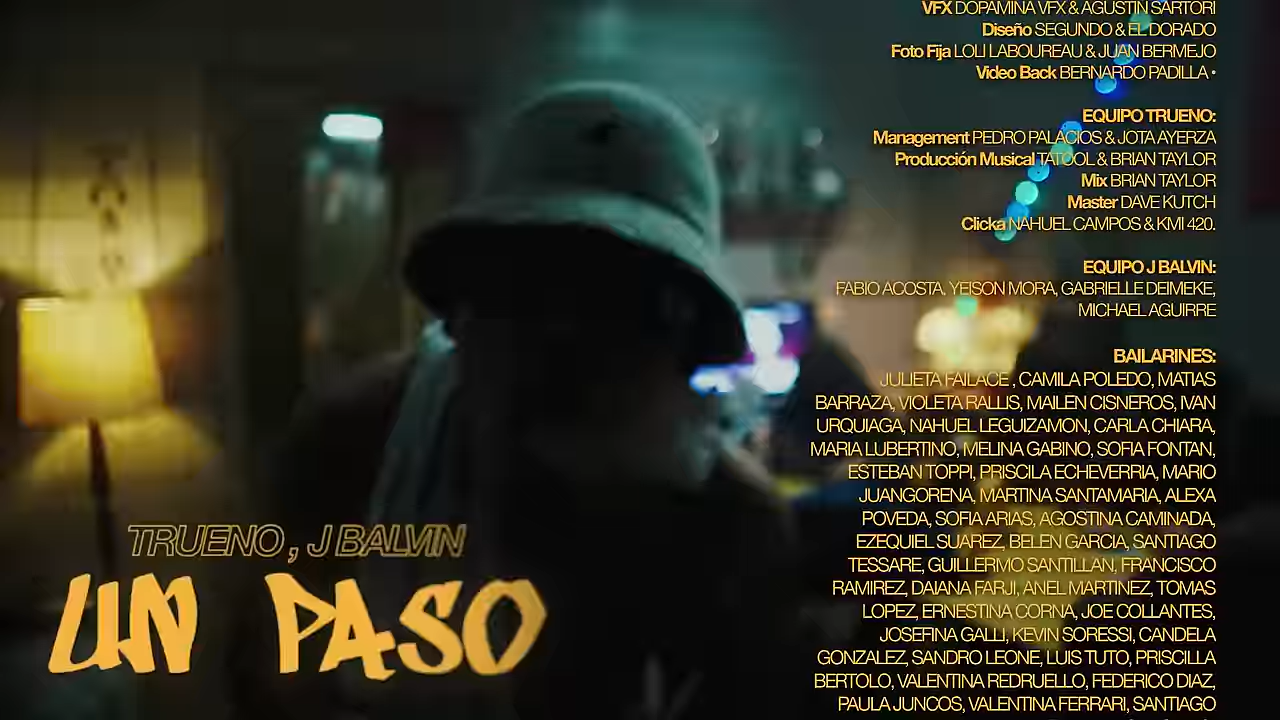 VFX DOPAMINA VFX & AGUSTIN SARTORI
Diseño SEGUNDO & EL DORADO
Foto Fija LOLI LABOUREAU & JUAN BERMEJO
Video Back BERNARDO PADILLA •
EQUIPO TRUENO:
Management PEDRO PALACIOS & JOTA AYERZA
Producción Musical TATOOL & BRIAN TAYLOR
Mix BRIAN TAYLOR
Master DAVE KUTCH
Clicka NAHUEL CAMPOS & KMI 420.
EQUIPO J BALVIN:
FABIO ACOSTA, YEISON MORA, GABRIELLE DEIMEKE,
MICHAEL AGUIRRE
BAILARINES:
JULIETA FAILACE , CAMILA POLEDO, MATIAS
BARRAZA, VIOLETA RALLIS, MAILEN CISNEROS, IVAN
URQUIAGA, NAHUEL LEGUIZAMON, CARLA CHIARA,
MARIA LUBERTINO, MELINA GABINO, SOFIA FONTAN,
ESTEBAN TOPPI, PRISCILA ECHEVERRIA, MARIO
JUANGORENA, MARTINA SANTAMARIA, ALEXA
POVEDA, SOFIA ARIAS, AGOSTINA CAMINADA,
EZEQUIEL SUAREZ, BELEN GARCIA, SANTIAGO
TESSARE, GUILLERMO SANTILLAN, FRANCISCO
RAMIREZ, DAIANA FARJI, ANEL MARTINEZ, TOMAS
LOPEZ, ERNESTINA CORNA, JOE COLLANTES,
JOSEFINA GALLI, KEVIN SORESSI, CANDELA
GONZALEZ, SANDRO LEONE, LUIS TUTO, PRISCILLA
BERTOLO, VALENTINA REDRUELLO, FEDERICO DIAZ,
PAULA JUNCOS, VALENTINA FERRARI, SANTIAGO
TRUENO, J BALVIN
UN PASO